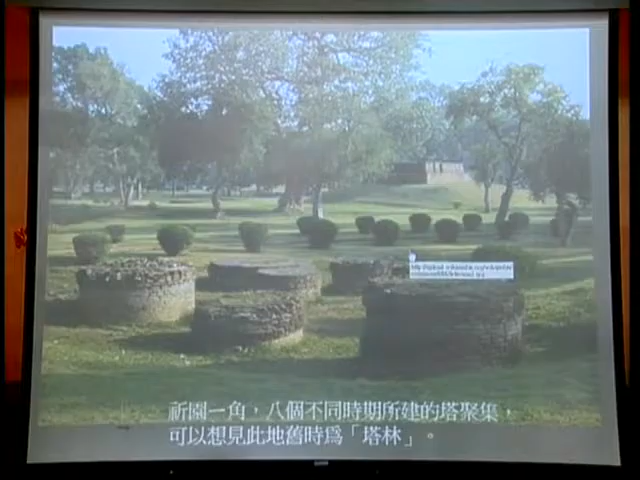 祈園一角，八個不同時期所建的塔聚集，
可以想見此地舊時爲「塔林」。